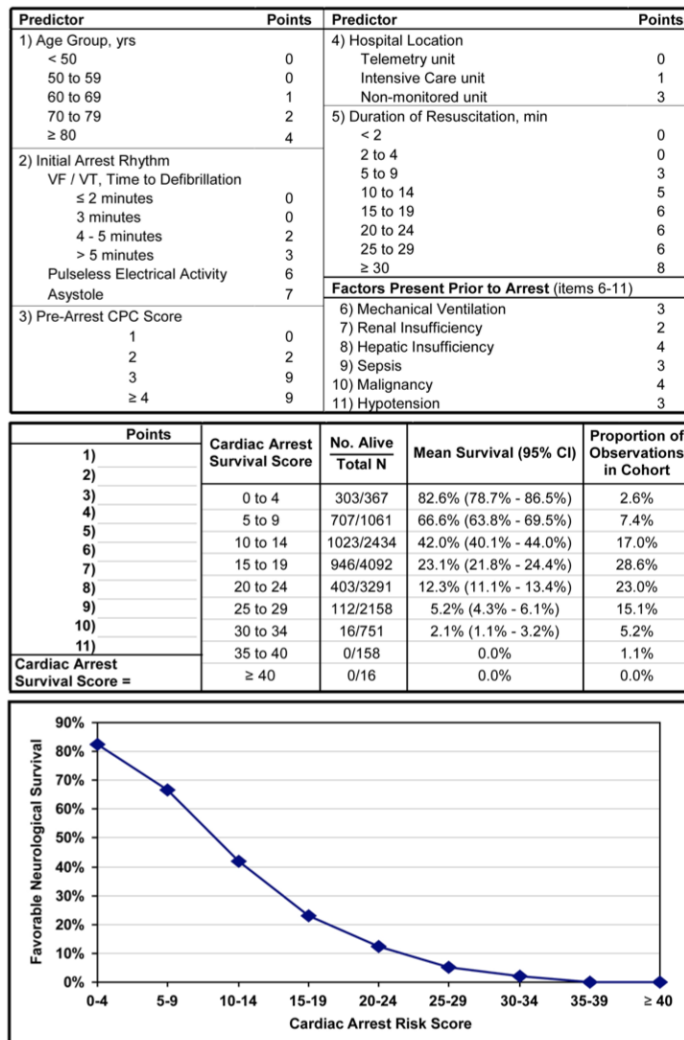 Predictor Points
1) Age Group, yrs
< 50 0
50 to 59 0
60 to 69 1
70 to 79 2
≥ 80 4
2) Initial Arrest Rhythm
VF / VT, Time to Defibrillation
≤ 2 minutes 0
3 minutes 0
4 - 5 minutes 2
> 5 minutes 3
Pulseless Electrical Activity 6
Asystole 7
3) Pre-Arrest CPC Score
1 0
2 2
3 9
≥ 4 9
Predictor Points
4) Hospital Location
Telemetry unit 0
Intensive Care unit 1
Non-monitored unit 3
5) Duration of Resuscitation, min
< 2 0
2 to 4 0
5 to 9 3
10 to 14 5
15 to 19 6
20 to 24 6
25 to 29 6
≥ 30 8
Factors Present Prior to Arrest (items 6-11)
6) Mechanical Ventilation 3
7) Renal Insufficiency 2
8) Hepatic Insufficiency 4
9) Sepsis 3
10) Malignancy 4
11) Hypotension 3
Points
1)
2)
3)
4)
5)
6)
7)
8)
9)
10)
11)
Cardiac Arrest
Survival Score =
Cardiac Arrest Survival Score No. Alive Total N Mean Survival (95% CI) Proportion of Observations in Cohort
0 to 4 303/367 82.6% (78.7% - 86.5%) 2.6%
5 to 9 707/1061 66.6% (63.8% - 69.5%) 7.4%
10 to 14 1023/2434 42.0% (40.1% - 44.0%) 17.0%
15 to 19 946/4092 23.1% (21.8% - 24.4%) 28.6%
20 to 24 403/3291 12.3% (11.1% - 13.4%) 23.0%
25 to 29 112/2158 5.2% (4.3% - 6.1%) 15.1%
30 to 34 16/751 2.1% (1.1% - 3.2%) 5.2%
35 to 40 0/158 0.0% 1.1%
≥ 40 0/16 0.0% 0.0%
Favorable Neurological Survival
90%
80%
70%
60%
50%
40%
30%
20%
10%
0%
0-4 5-9 10-14 15-19 20-24 25-29 30-34 35-39 ≥ 40
Cardiac Arrest Risk Score